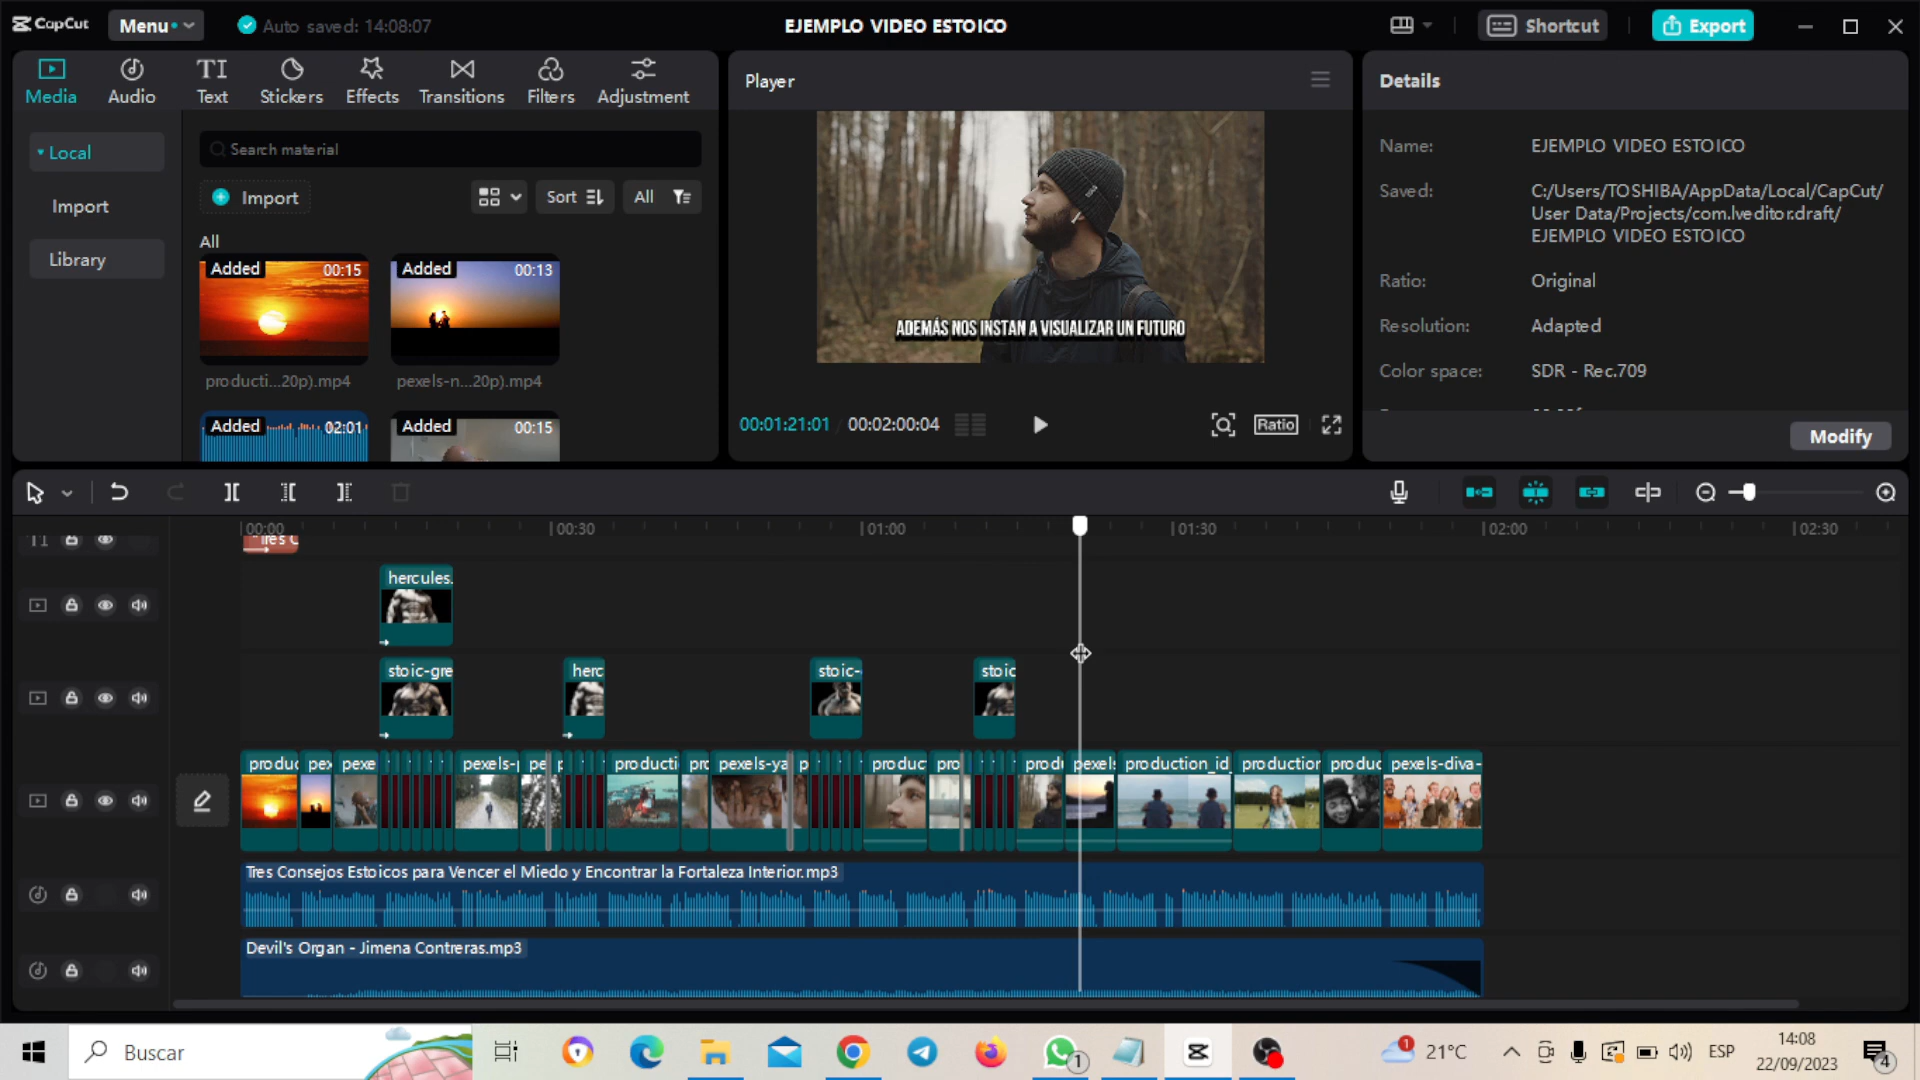 CapCut
Menu
Auto saved: 14:08:07
EJEMPLO VIDEO ESTOICO
Shortcut
Export
Media
Audio
TI
Text
Stickers
Effects
Transitions
Filters
Adjustment
Local
Import
Library
Search material
Import
Sort
All
All
Added 00:15
producti...20p).mp4
Added 00:13
pexels-n...20p).mp4
Added 02:01
Added 00:15
Player
ADEMÁS NOS INSTAN A VISUALIZAR UN FUTURO
00:01:21:01 00:02:00:04
Ratio
Details
Name: EJEMPLO VIDEO ESTOICO
Saved: C:/Users/TOSHIBA/AppData/Local/CapCut/
User Data/Projects/com.lveditor.draft/
EJEMPLO VIDEO ESTOICO
Ratio: Original
Resolution: Adapted
Color space: SDR - Rec.709
Modify
00:00 00:30 01:00 01:30 02:00 02:30
TI
"Tres C
hercules.
stoic-gre herc stoic- stoic
produc pex pexe pexels-p pe producti pro pexels-ya p produc pro prod pexels production_id production produc pexels-diva-
Tres Consejos Estoicos para Vencer el Miedo y Encontrar la Fortaleza Interior.mp3
Devil's Organ - Jimena Contreras.mp3
Buscar
1
1
21°C
ESP
14:08
22/09/2023
4